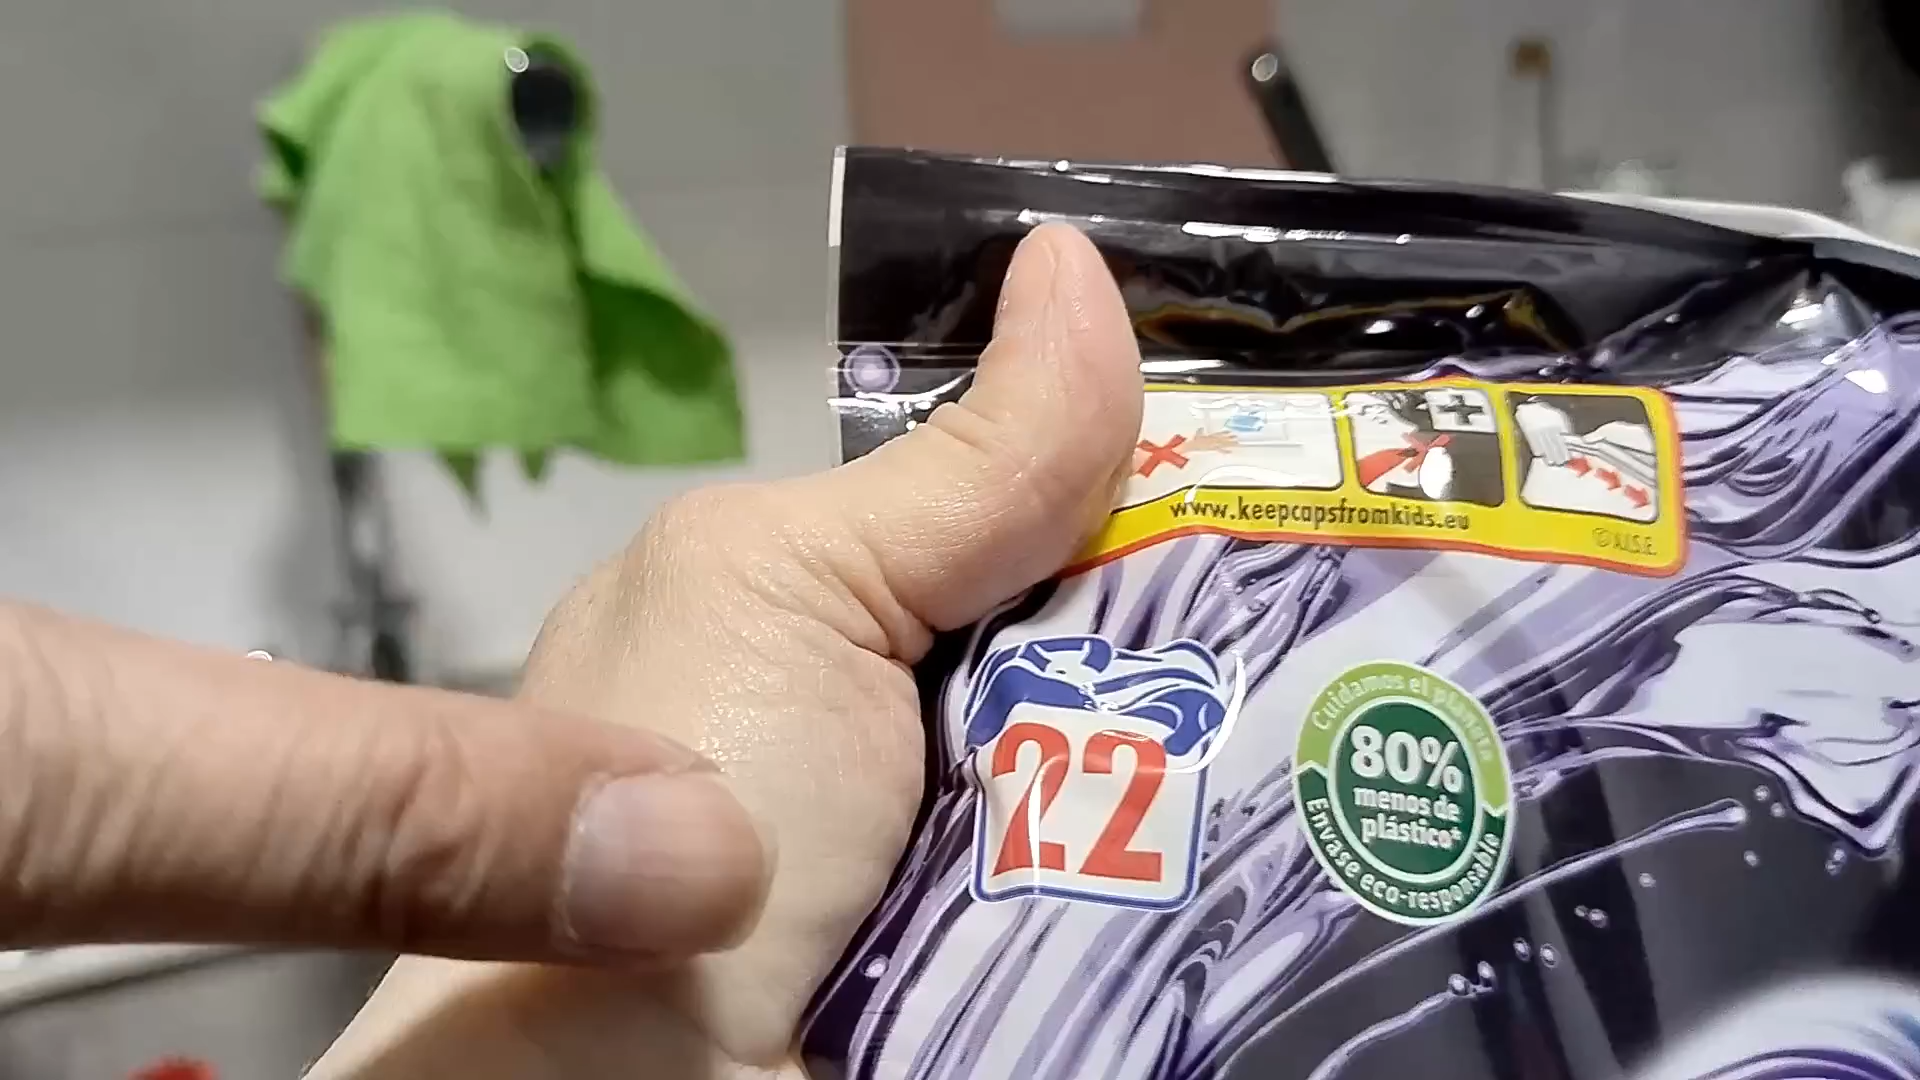 www.keepcapsfromkids.eu
© A.I.S.E.
22
Cuidamos el planeta
80%
menos de
plástico*
Envase eco-responsable